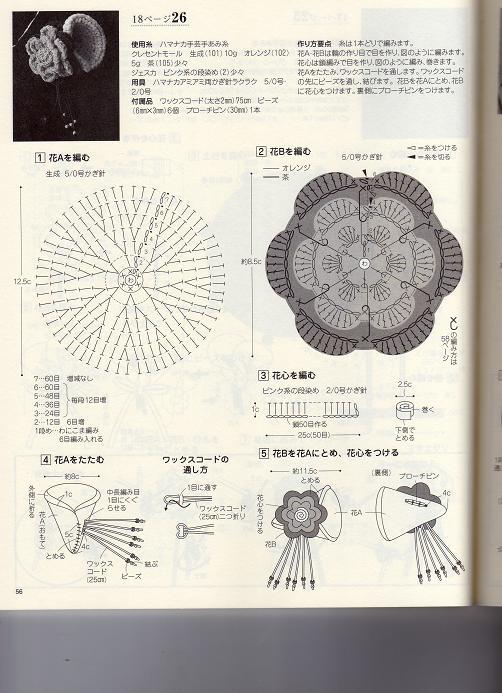 18ページ26
使用糸 ハマナカ手芸手あみ糸
クレセントモール 生成(101)10g オレンジ(102)
5g 茶(105)少々
ジェスカ ピンク系の段染め(2)少々
用具 ハマナカアミアミ両かぎ針ラクラク 5/0号・
2/0号
付属品 ワックスコード(太さ2mm)75cm ビーズ
(6mm×3mm)6個 ブローチピン(30mm)1本
作り方要点 糸は1本どりで編みます。
花A・花Bは輪の作り目で目を作り、図のように編みます。
花心は鎖編みで目を作り、図のように編み、巻きます。
花Aをたたみ、ワックスコードを通します。ワックスコード
の先にビーズを通し、結びます。花Bを花Aにとめ、花B
に花心をつけます。裏側にブローチピンをつけます。
1 花Aを編む
生成 5/0号かぎ針
12.5c
わ
7…60目 増減なし
6…60目
5…48目
4…36目
3…24目
毎段12目増
2…12目 6目増
1段め…わにこま編み
6目編み入れる
2 花Bを編む
オレンジ
茶
5/0号かぎ針
=糸をつける
=糸を切る
約8.5c
わ
の編み方は
58ページ
3 花心を編む
ピンク系の段染め 2/0号かぎ針
1c
鎖50目作る
25c(50目)
2.5c
巻く
下側で
とめる
4 花Aをたたむ
約8c
外側に折る
花A(おもて)
1c
中長編み目
1目にくぐ
らせる
5c
4c
とめる
ワックス
コード
(25cm)
ビーズ
結ぶ
ワックスコードの
通し方
1目に通す
ワックスコード
(25cm)二つ折り
5 花Bを花Aにとめ、花心をつける
約11.5c
とめる
花心をつける
花B
花A
(裏側)
ブローチピン
4c
56